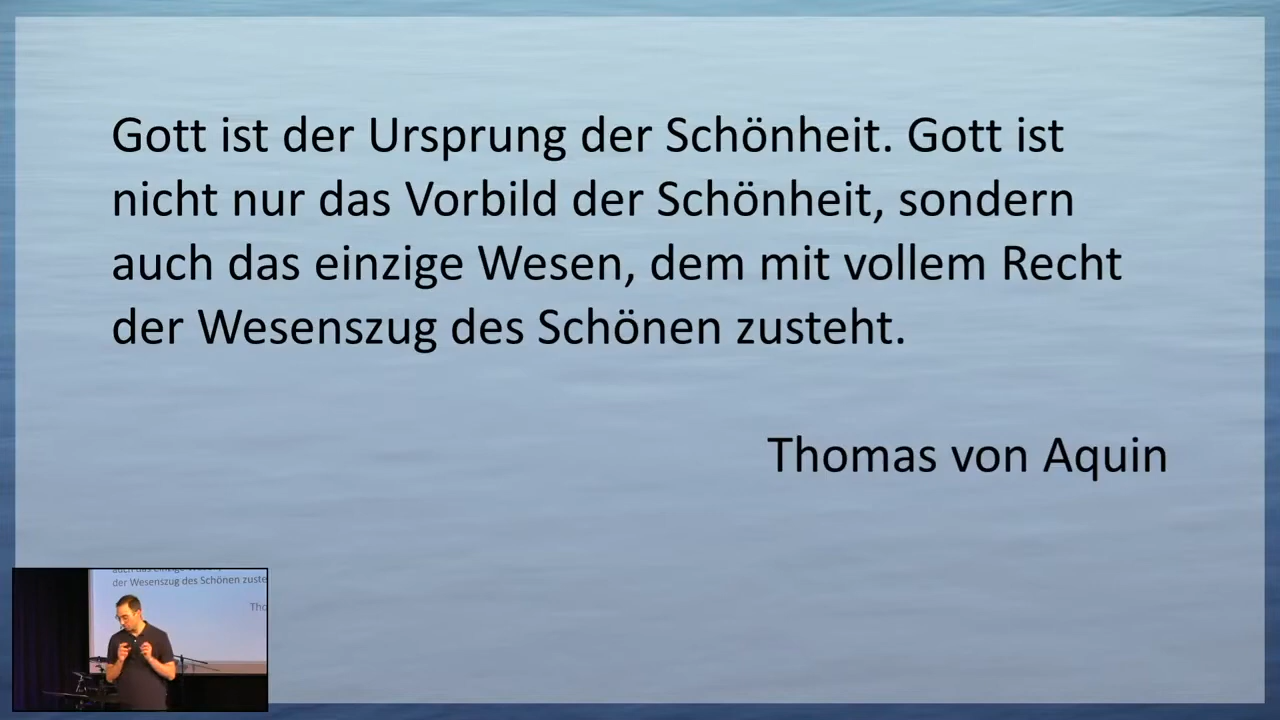 Gott ist der Ursprung der Schönheit. Gott ist
nicht nur das Vorbild der Schönheit, sondern
auch das einzige Wesen, dem mit vollem Recht
der Wesenszug des Schönen zusteht.
Thomas von Aquin
der Wesenszug des Schönen zuste
Tho